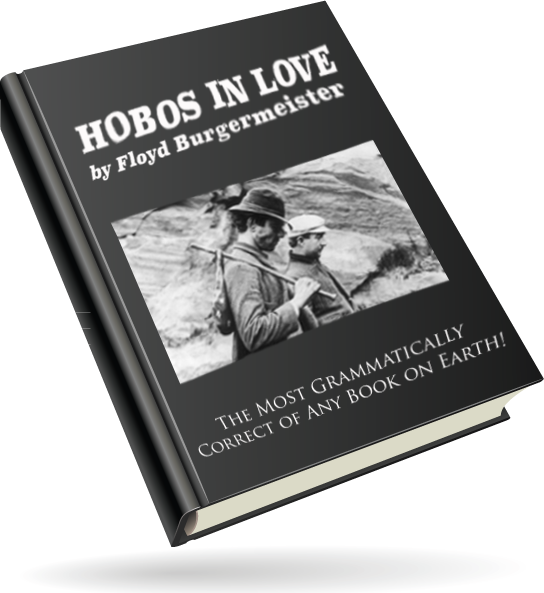 HOBOS IN LOVE
by Floyd Burgermeister
The Most Grammatically
Correct of Any Book on Earth!